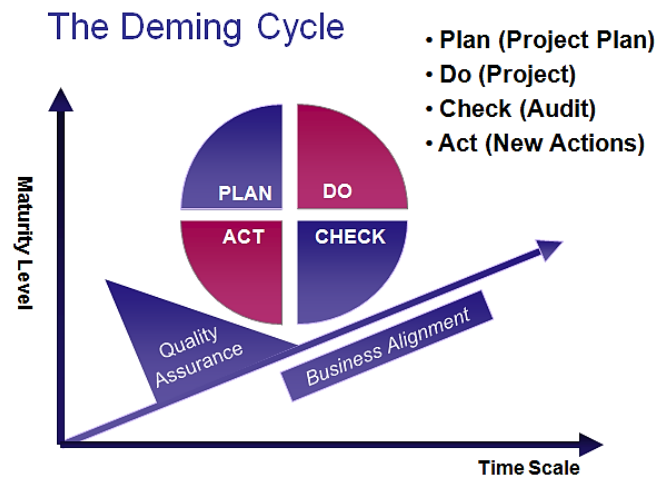 The Deming Cycle
• Plan (Project Plan)
• Do (Project)
• Check (Audit)
• Act (New Actions)
Maturity Level
PLAN
DO
ACT
CHECK
Quality
Assurance
Business Alignment
Time Scale